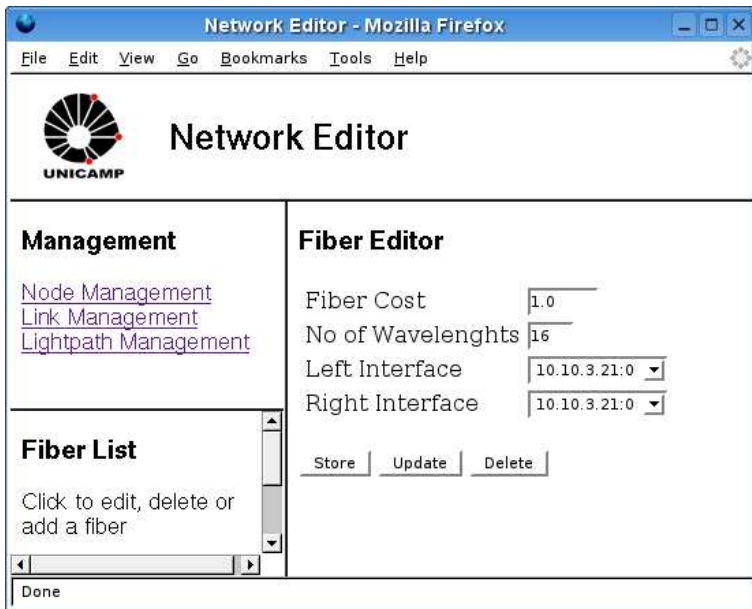 Network Editor - Mozilla Firefox
File Edit View Go Bookmarks Tools Help
UNICAMP
Network Editor
Management
Node Management
Link Management
Lightpath Management
Fiber List
Click to edit, delete or
add a fiber
Fiber Editor
Fiber Cost 1.0
No of Wavelenghts 16
Left Interface 10.10.3.21:0
Right Interface 10.10.3.21:0
Store Update Delete
Done